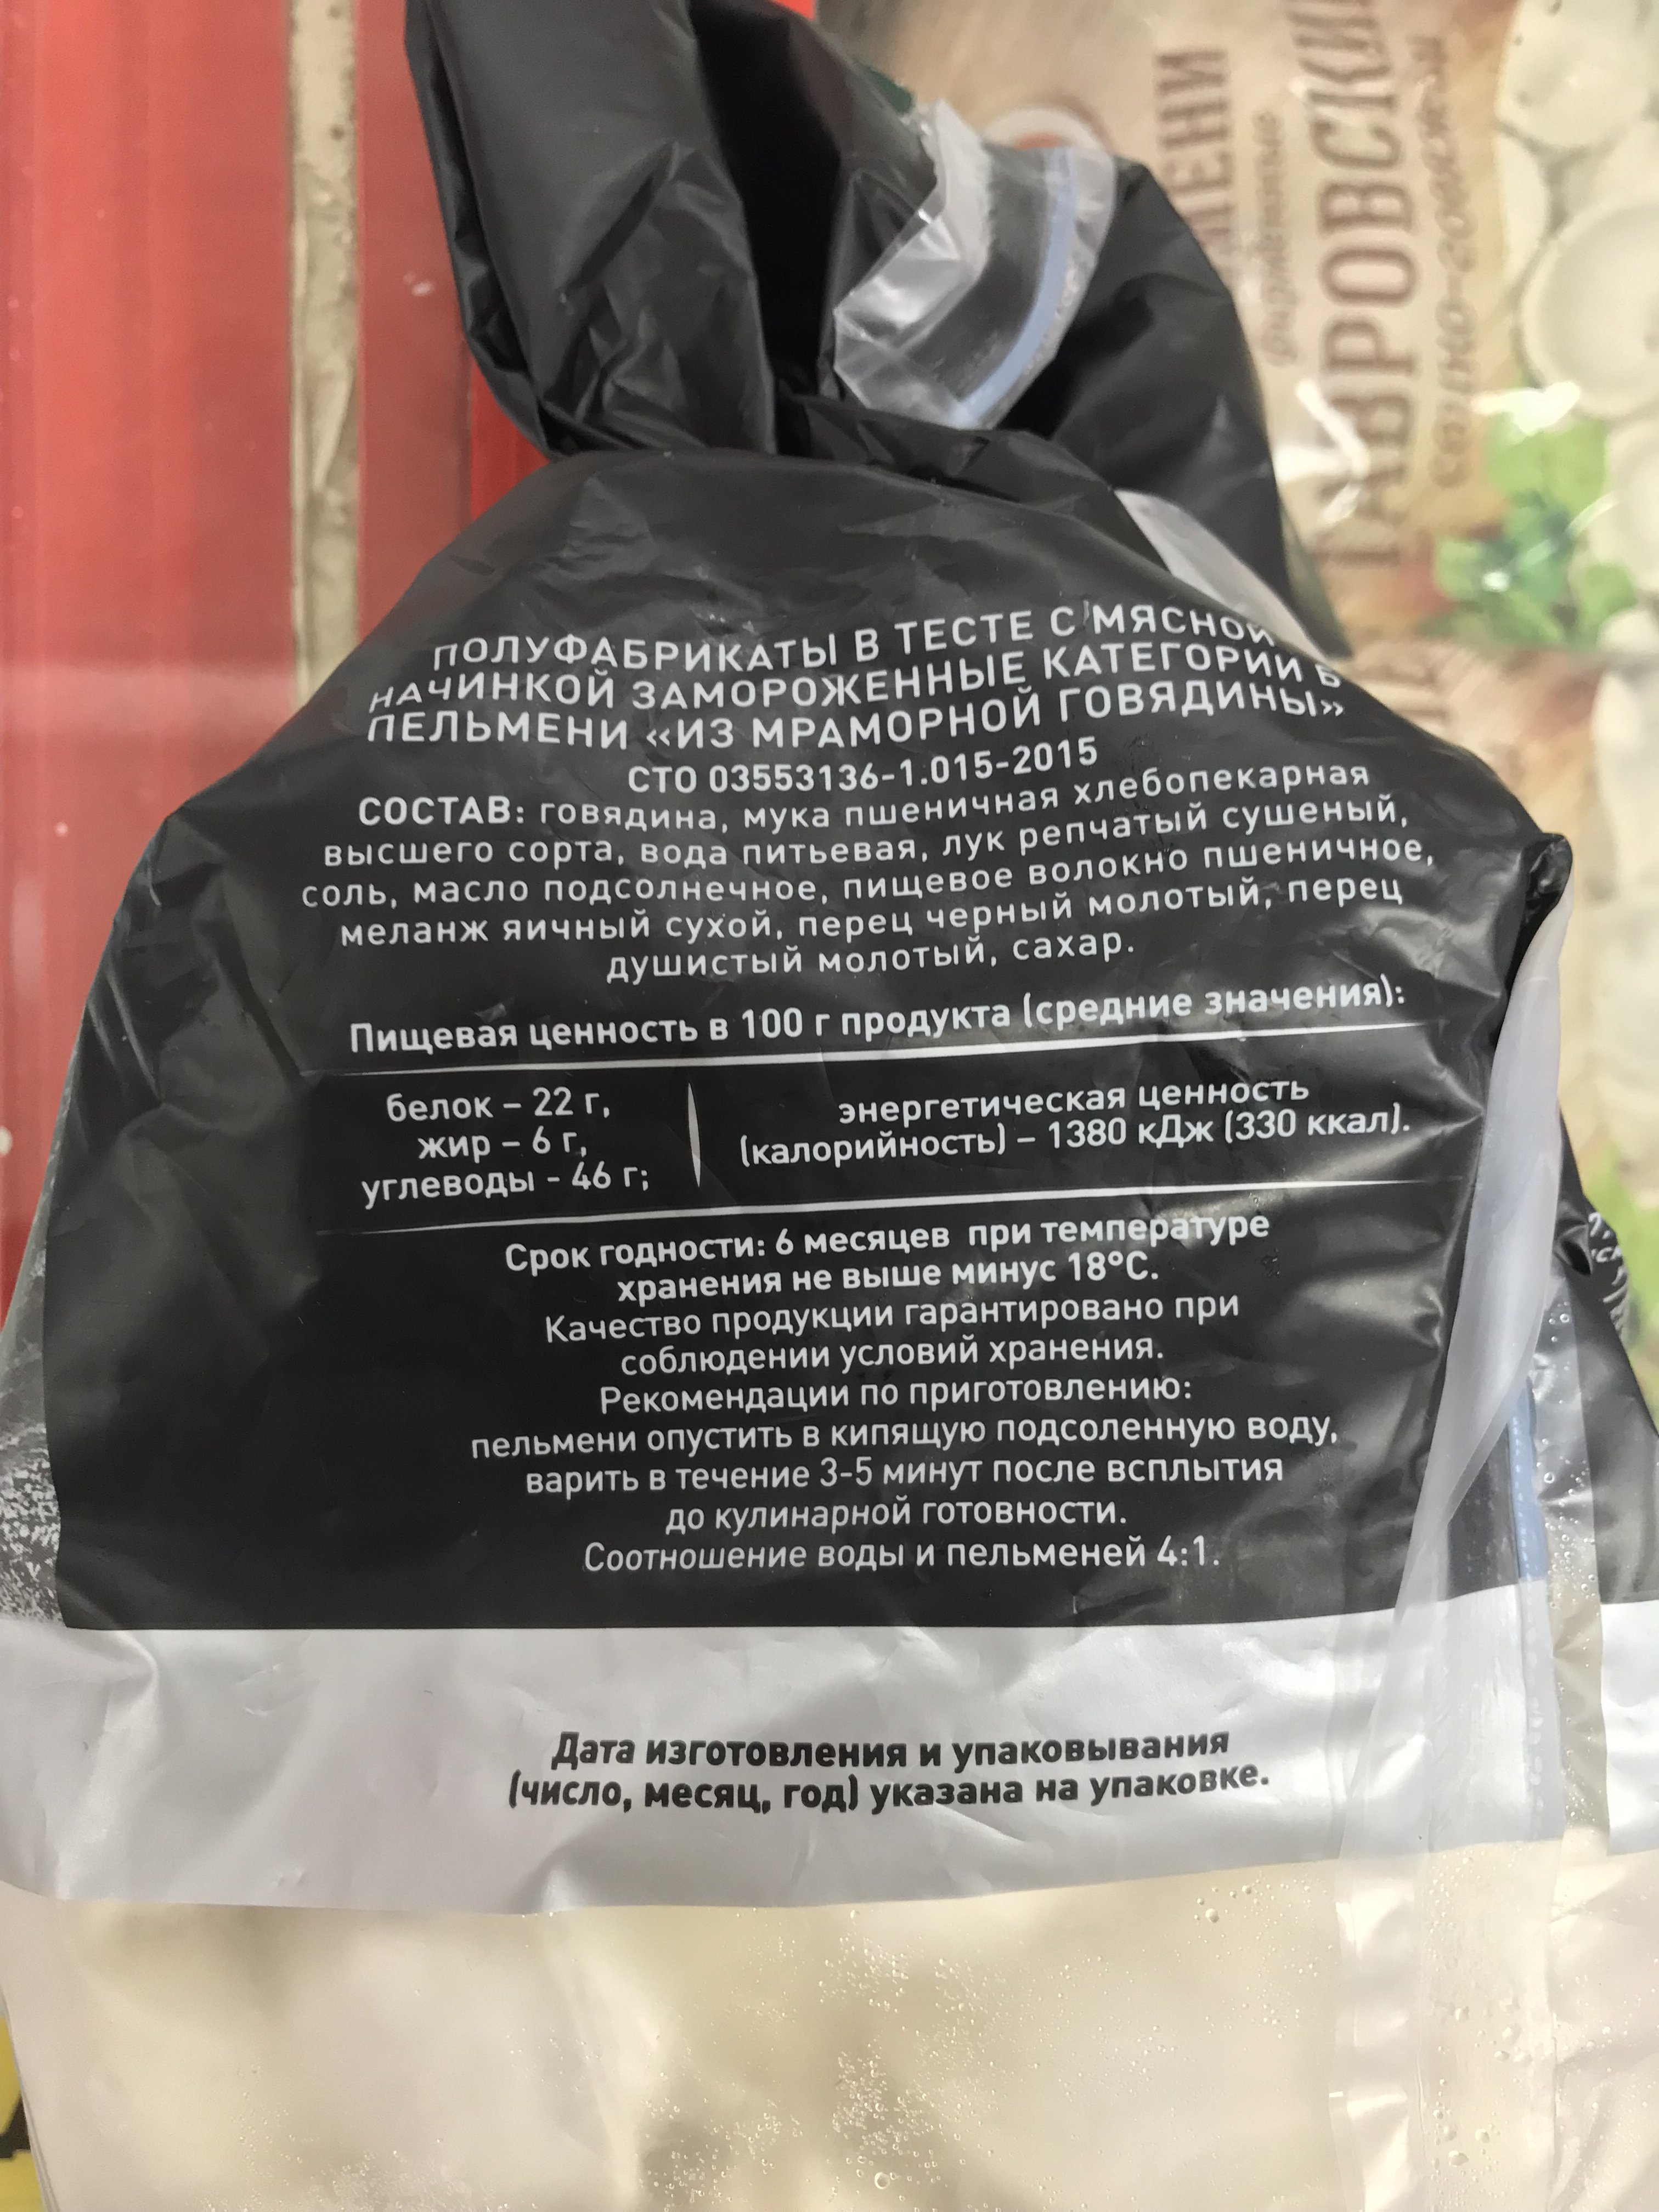 ПОЛУФАБРИКАТЫ В ТЕСТЕ С МЯСНОЙ
НАЧИНКОЙ ЗАМОРОЖЕННЫЕ КАТЕГОРИИ Б
ПЕЛЬМЕНИ «ИЗ МРАМОРНОЙ ГОВЯДИНЫ»
СТО 03553136-1.015-2015
СОСТАВ: говядина, мука пшеничная хлебопекарная
высшего сорта, вода питьевая, лук репчатый сушеный,
соль, масло подсолнечное, пищевое волокно пшеничное,
меланж яичный сухой, перец черный молотый, перец
душистый молотый, сахар.
Пищевая ценность в 100 г продукта (средние значения):
белок – 22 г,
жир – 6 г,
углеводы - 46 г;
энергетическая ценность
(калорийность) – 1380 кДж (330 ккал).
Срок годности: 6 месяцев при температуре
хранения не выше минус 18°С.
Качество продукции гарантировано при
соблюдении условий хранения.
Рекомендации по приготовлению:
пельмени опустить в кипящую подсоленную воду,
варить в течение 3-5 минут после всплытия
до кулинарной готовности.
Соотношение воды и пельменей 4:1.
Дата изготовления и упаковывания
(число, месяц, год) указана на упаковке.